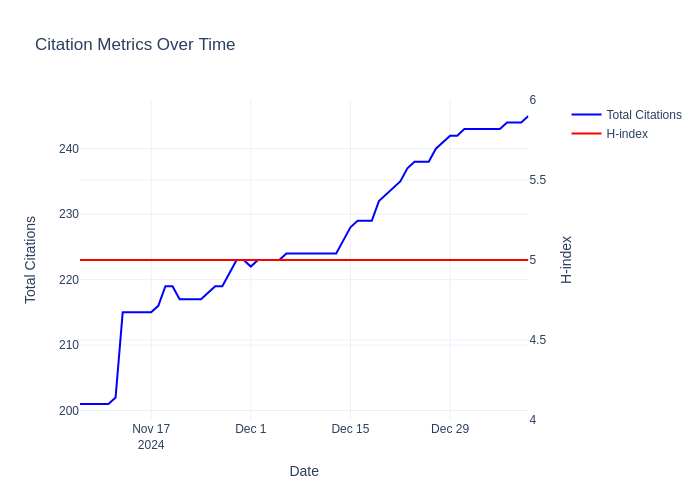 Citation Metrics Over Time
Total Citations
H-index
240
230
220
210
200
6
5.5
5
4.5
4
Total Citations
H-index
Nov 17
2024
Dec 1
Dec 15
Dec 29
Date